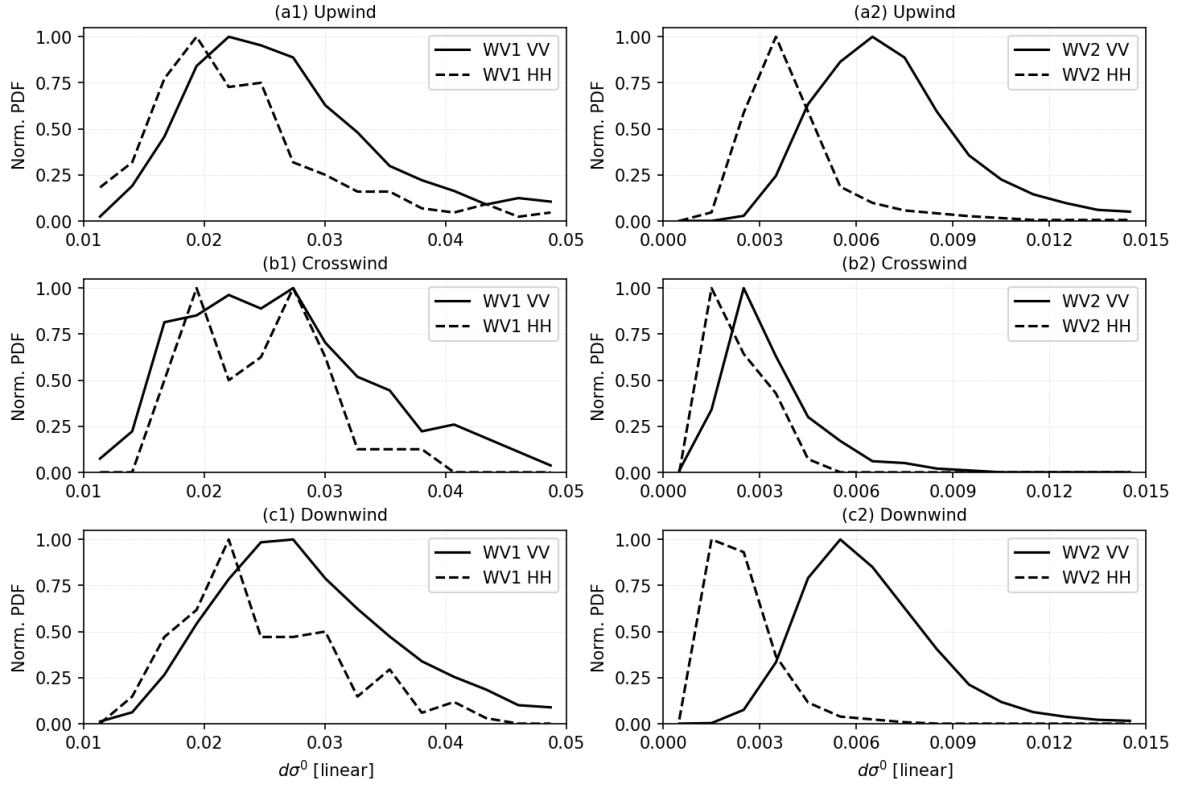 (a1) Upwind
Norm. PDF
1.00
0.75
0.50
0.25
0.00
WV1 VV
WV1 HH
0.01 0.02 0.03 0.04 0.05
(a2) Upwind
Norm. PDF
1.00
0.75
0.50
0.25
0.00
WV2 VV
WV2 HH
0.000 0.003 0.006 0.009 0.012 0.015
(b1) Crosswind
Norm. PDF
1.00
0.75
0.50
0.25
0.00
WV1 VV
WV1 HH
0.01 0.02 0.03 0.04 0.05
(b2) Crosswind
Norm. PDF
1.00
0.75
0.50
0.25
0.00
WV2 VV
WV2 HH
0.000 0.003 0.006 0.009 0.012 0.015
(c1) Downwind
Norm. PDF
1.00
0.75
0.50
0.25
0.00
WV1 VV
WV1 HH
0.01 0.02 0.03 0.04 0.05
dσ⁰ [linear]
(c2) Downwind
Norm. PDF
1.00
0.75
0.50
0.25
0.00
WV2 VV
WV2 HH
0.000 0.003 0.006 0.009 0.012 0.015
dσ⁰ [linear]